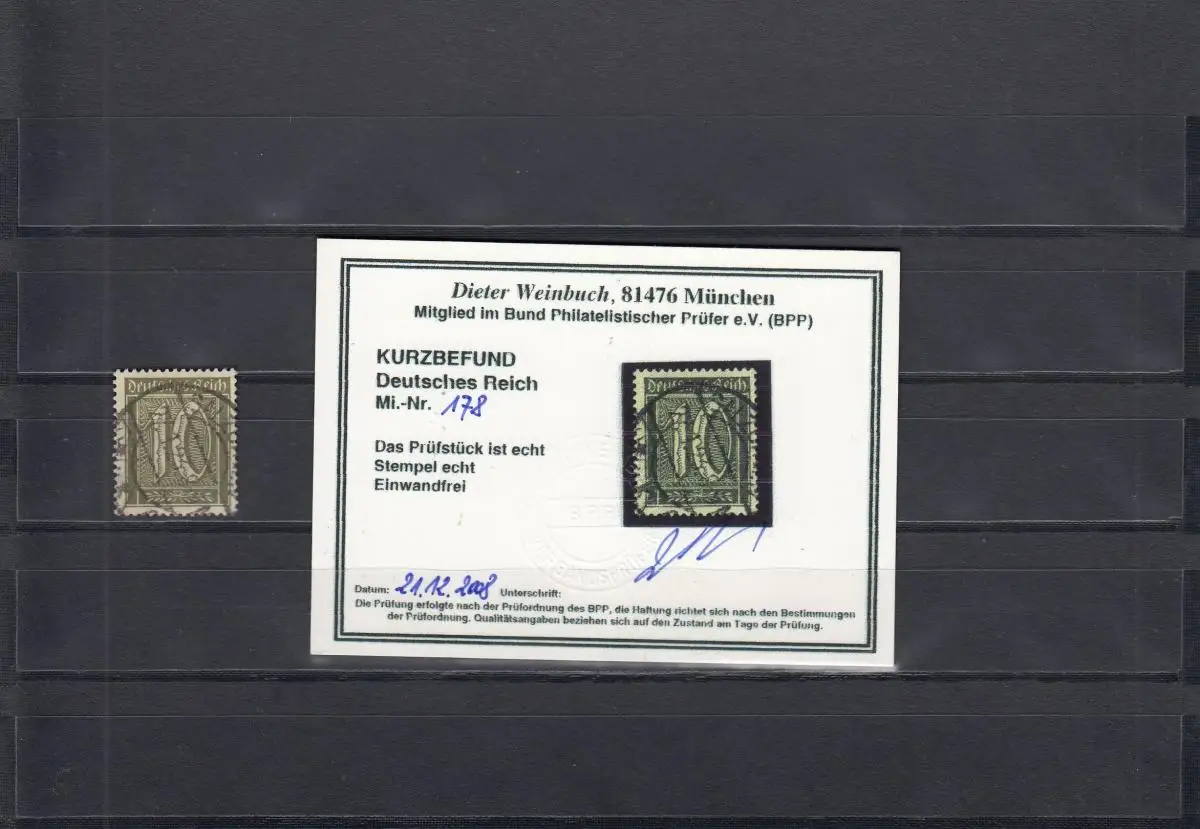 Dieter Weinbuch, 81476 München
Mitglied im Bund Philatelistischer Prüfer e.V. (BPP)
KURZBEFUND
Deutsches Reich
Mi.-Nr. 178
Das Prüfstück ist echt
Stempel echt
Einwandfrei
Deutsches Reich
10
Deutsches Reich
10
BPP
Datum: 21.12.2008 Unterschrift:
Die Prüfung erfolgte nach der Prüfordnung des BPP, die Haftung richtet sich nach den Bestimmungen
der Prüfordnung. Qualitätsangaben beziehen sich auf den Zustand am Tage der Prüfung.